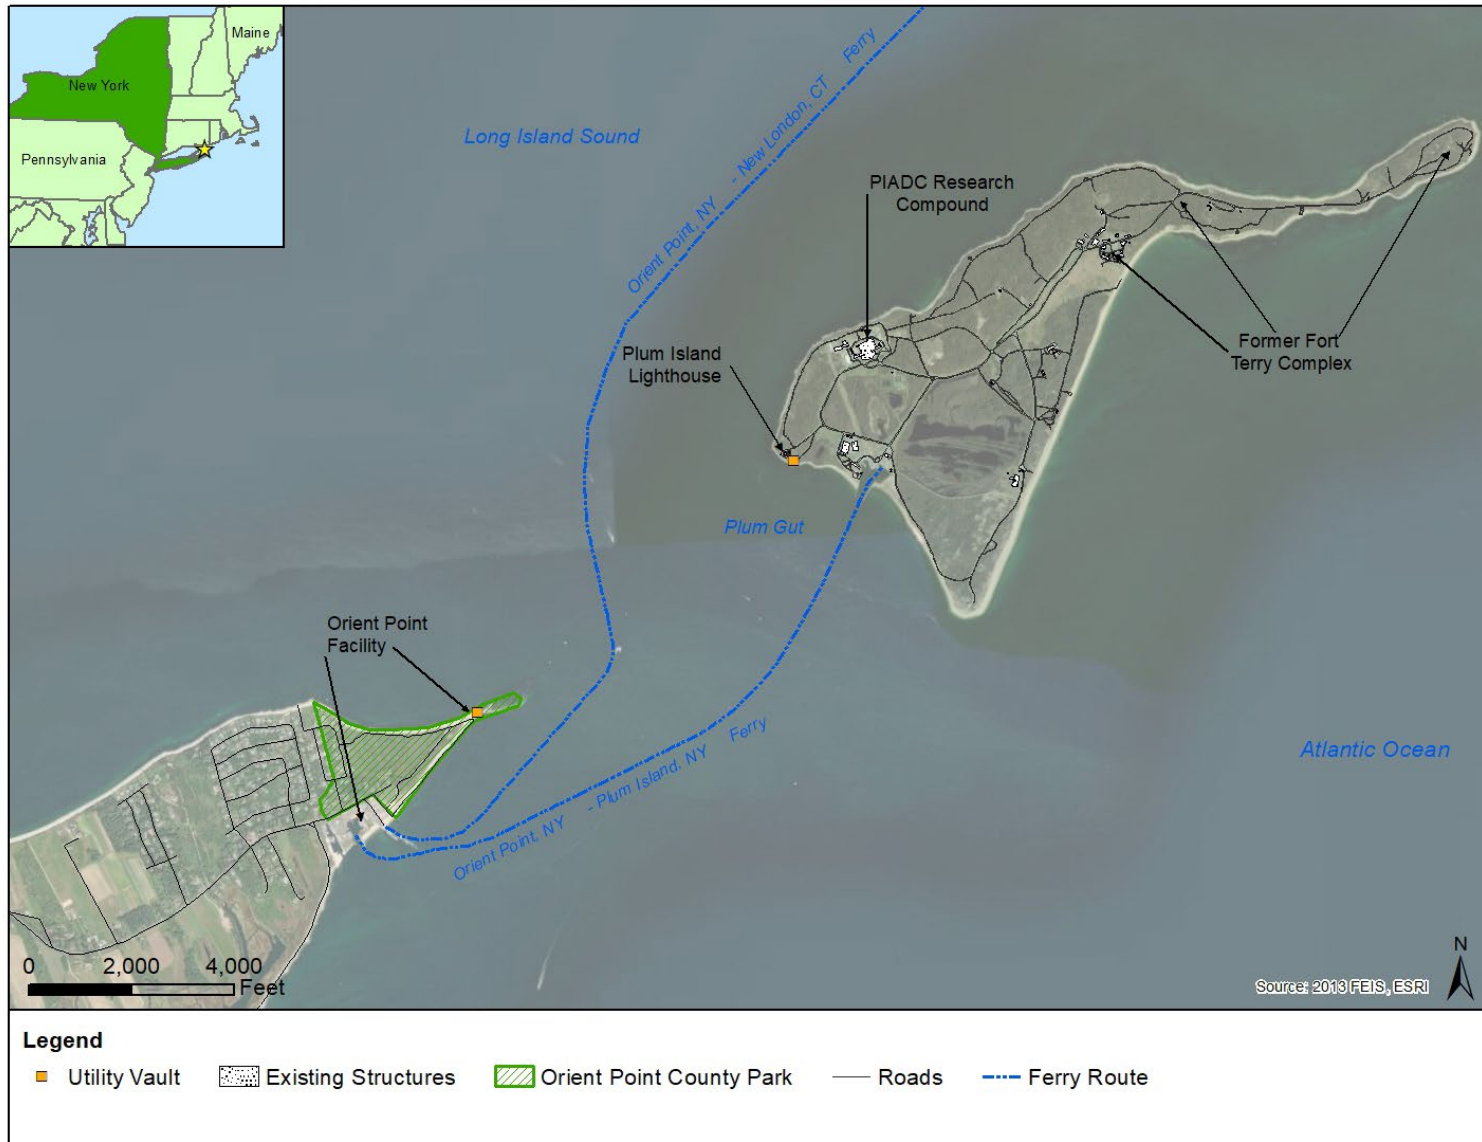 Maine
New York
Pennsylvania
Long Island Sound
Orient Point, NY - New London, CT Ferry
PIADC Research
Compound
Plum Island
Lighthouse
Former Fort
Terry Complex
Plum Gut
Orient Point
Facility
Orient Point, NY - Plum Island, NY Ferry
Atlantic Ocean
0 2,000 4,000
Feet
N
Source: 2013 FEIS, ESRI
Legend
Utility Vault Existing Structures Orient Point County Park Roads Ferry Route